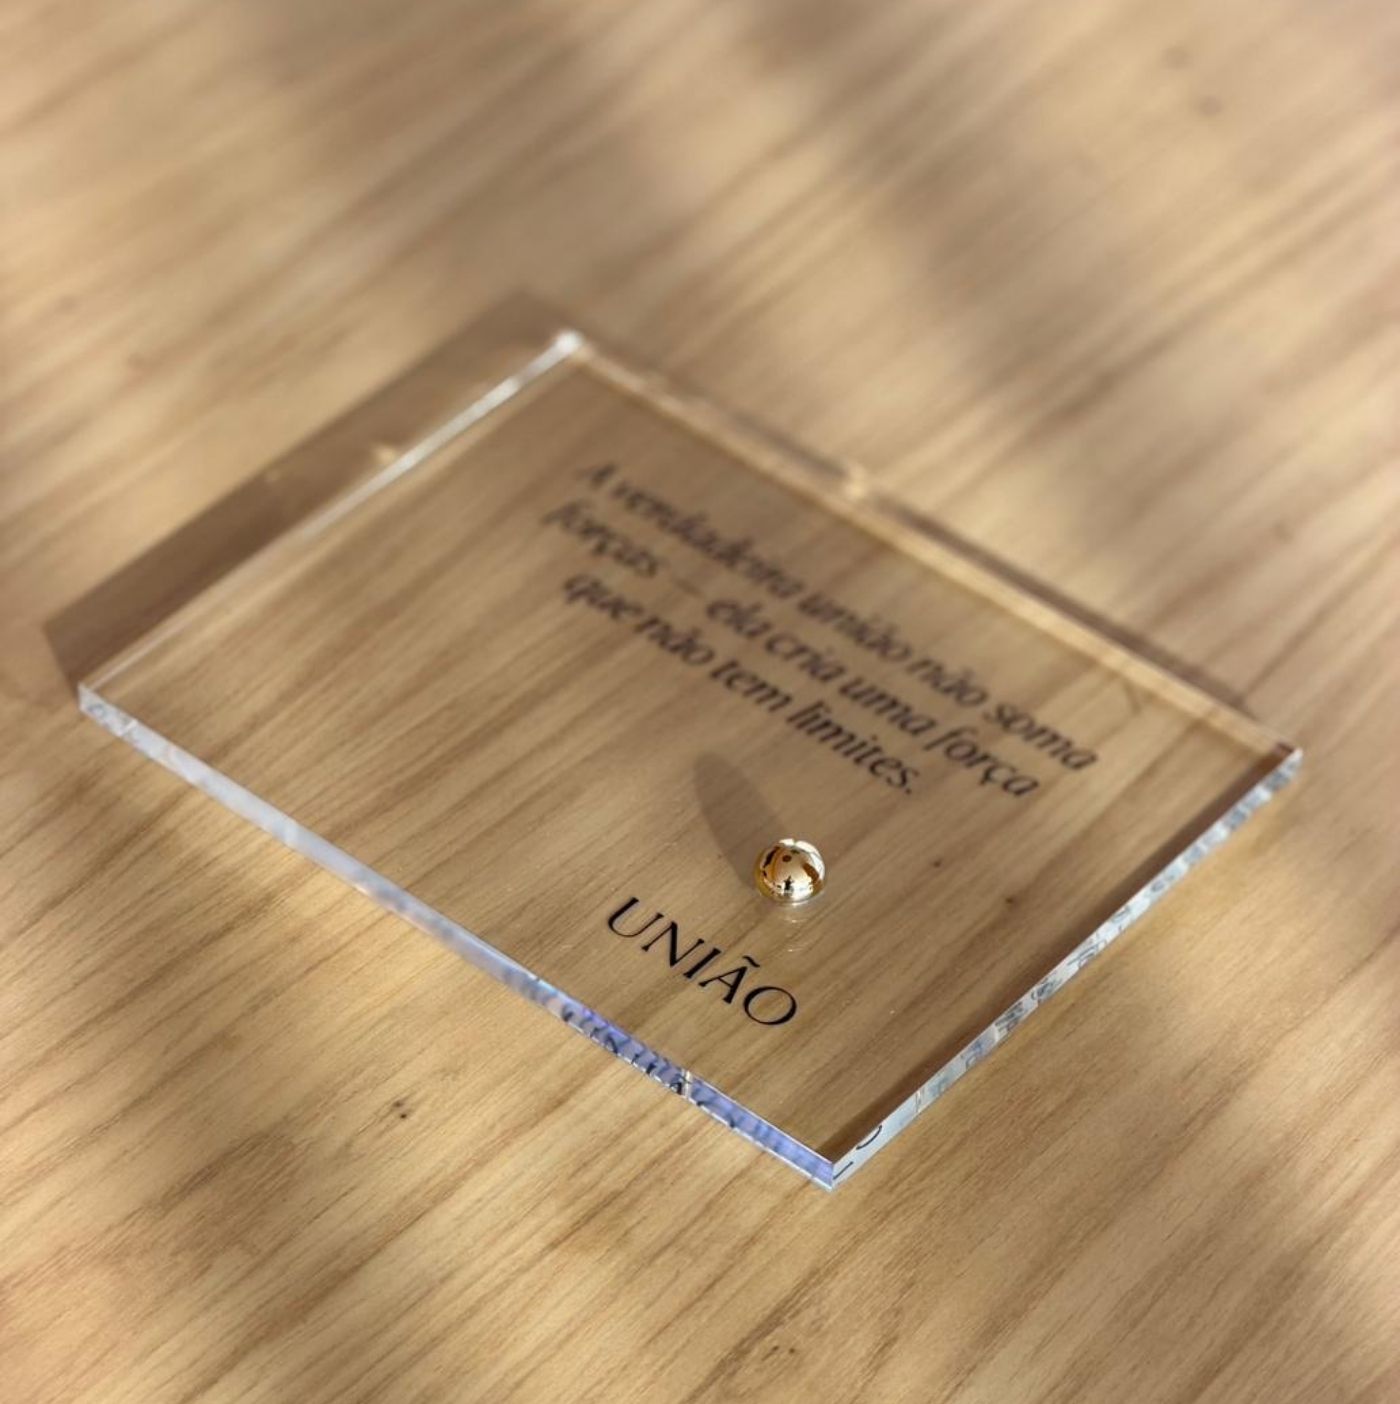 A verdadeira união não soma
forças — ela cria uma força
que não tem limites.
UNIÃO